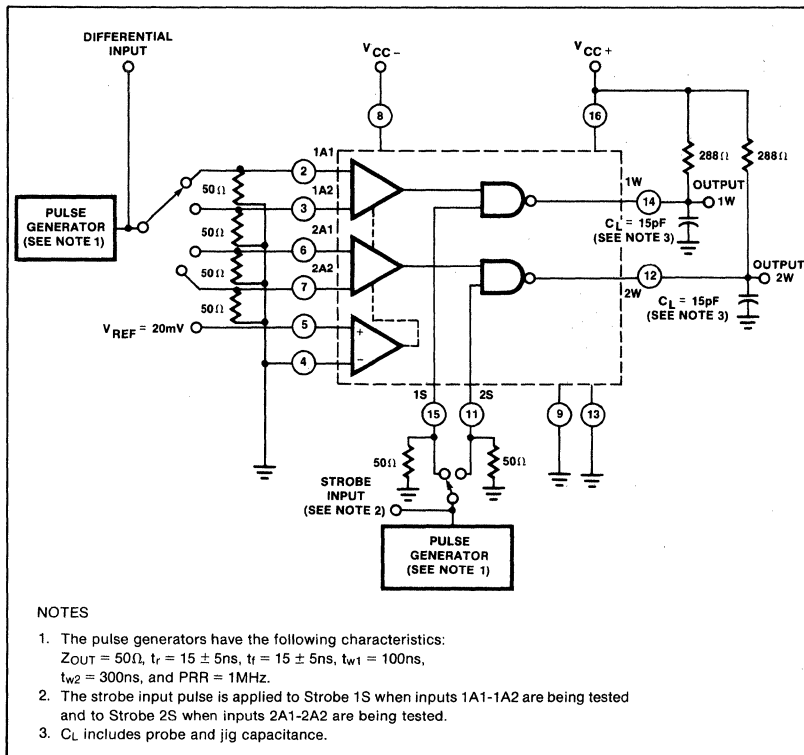 DIFFERENTIAL
INPUT
VCC−
VCC+
8
16
288Ω
288Ω
1A1
2
50Ω
1A2
3
PULSE
GENERATOR
(SEE NOTE 1)
50Ω
2A1
6
50Ω
2A2
7
50Ω
VREF = 20mV
5
+
4
−
1W
14
OUTPUT
1W
CL = 15pF
(SEE NOTE 3)
12
2W
OUTPUT
2W
CL = 15pF
(SEE NOTE 3)
1S
2S
15
11
9
13
50Ω
50Ω
STROBE
INPUT
(SEE NOTE 2)
PULSE
GENERATOR
(SEE NOTE 1)
NOTES
1. The pulse generators have the following characteristics:
ZOUT = 50Ω, tr = 15 ± 5ns, tf = 15 ± 5ns, tw1 = 100ns,
tw2 = 300ns, and PRR = 1MHz.
2. The strobe input pulse is applied to Strobe 1S when inputs 1A1-1A2 are being tested
and to Strobe 2S when inputs 2A1-2A2 are being tested.
3. CL includes probe and jig capacitance.